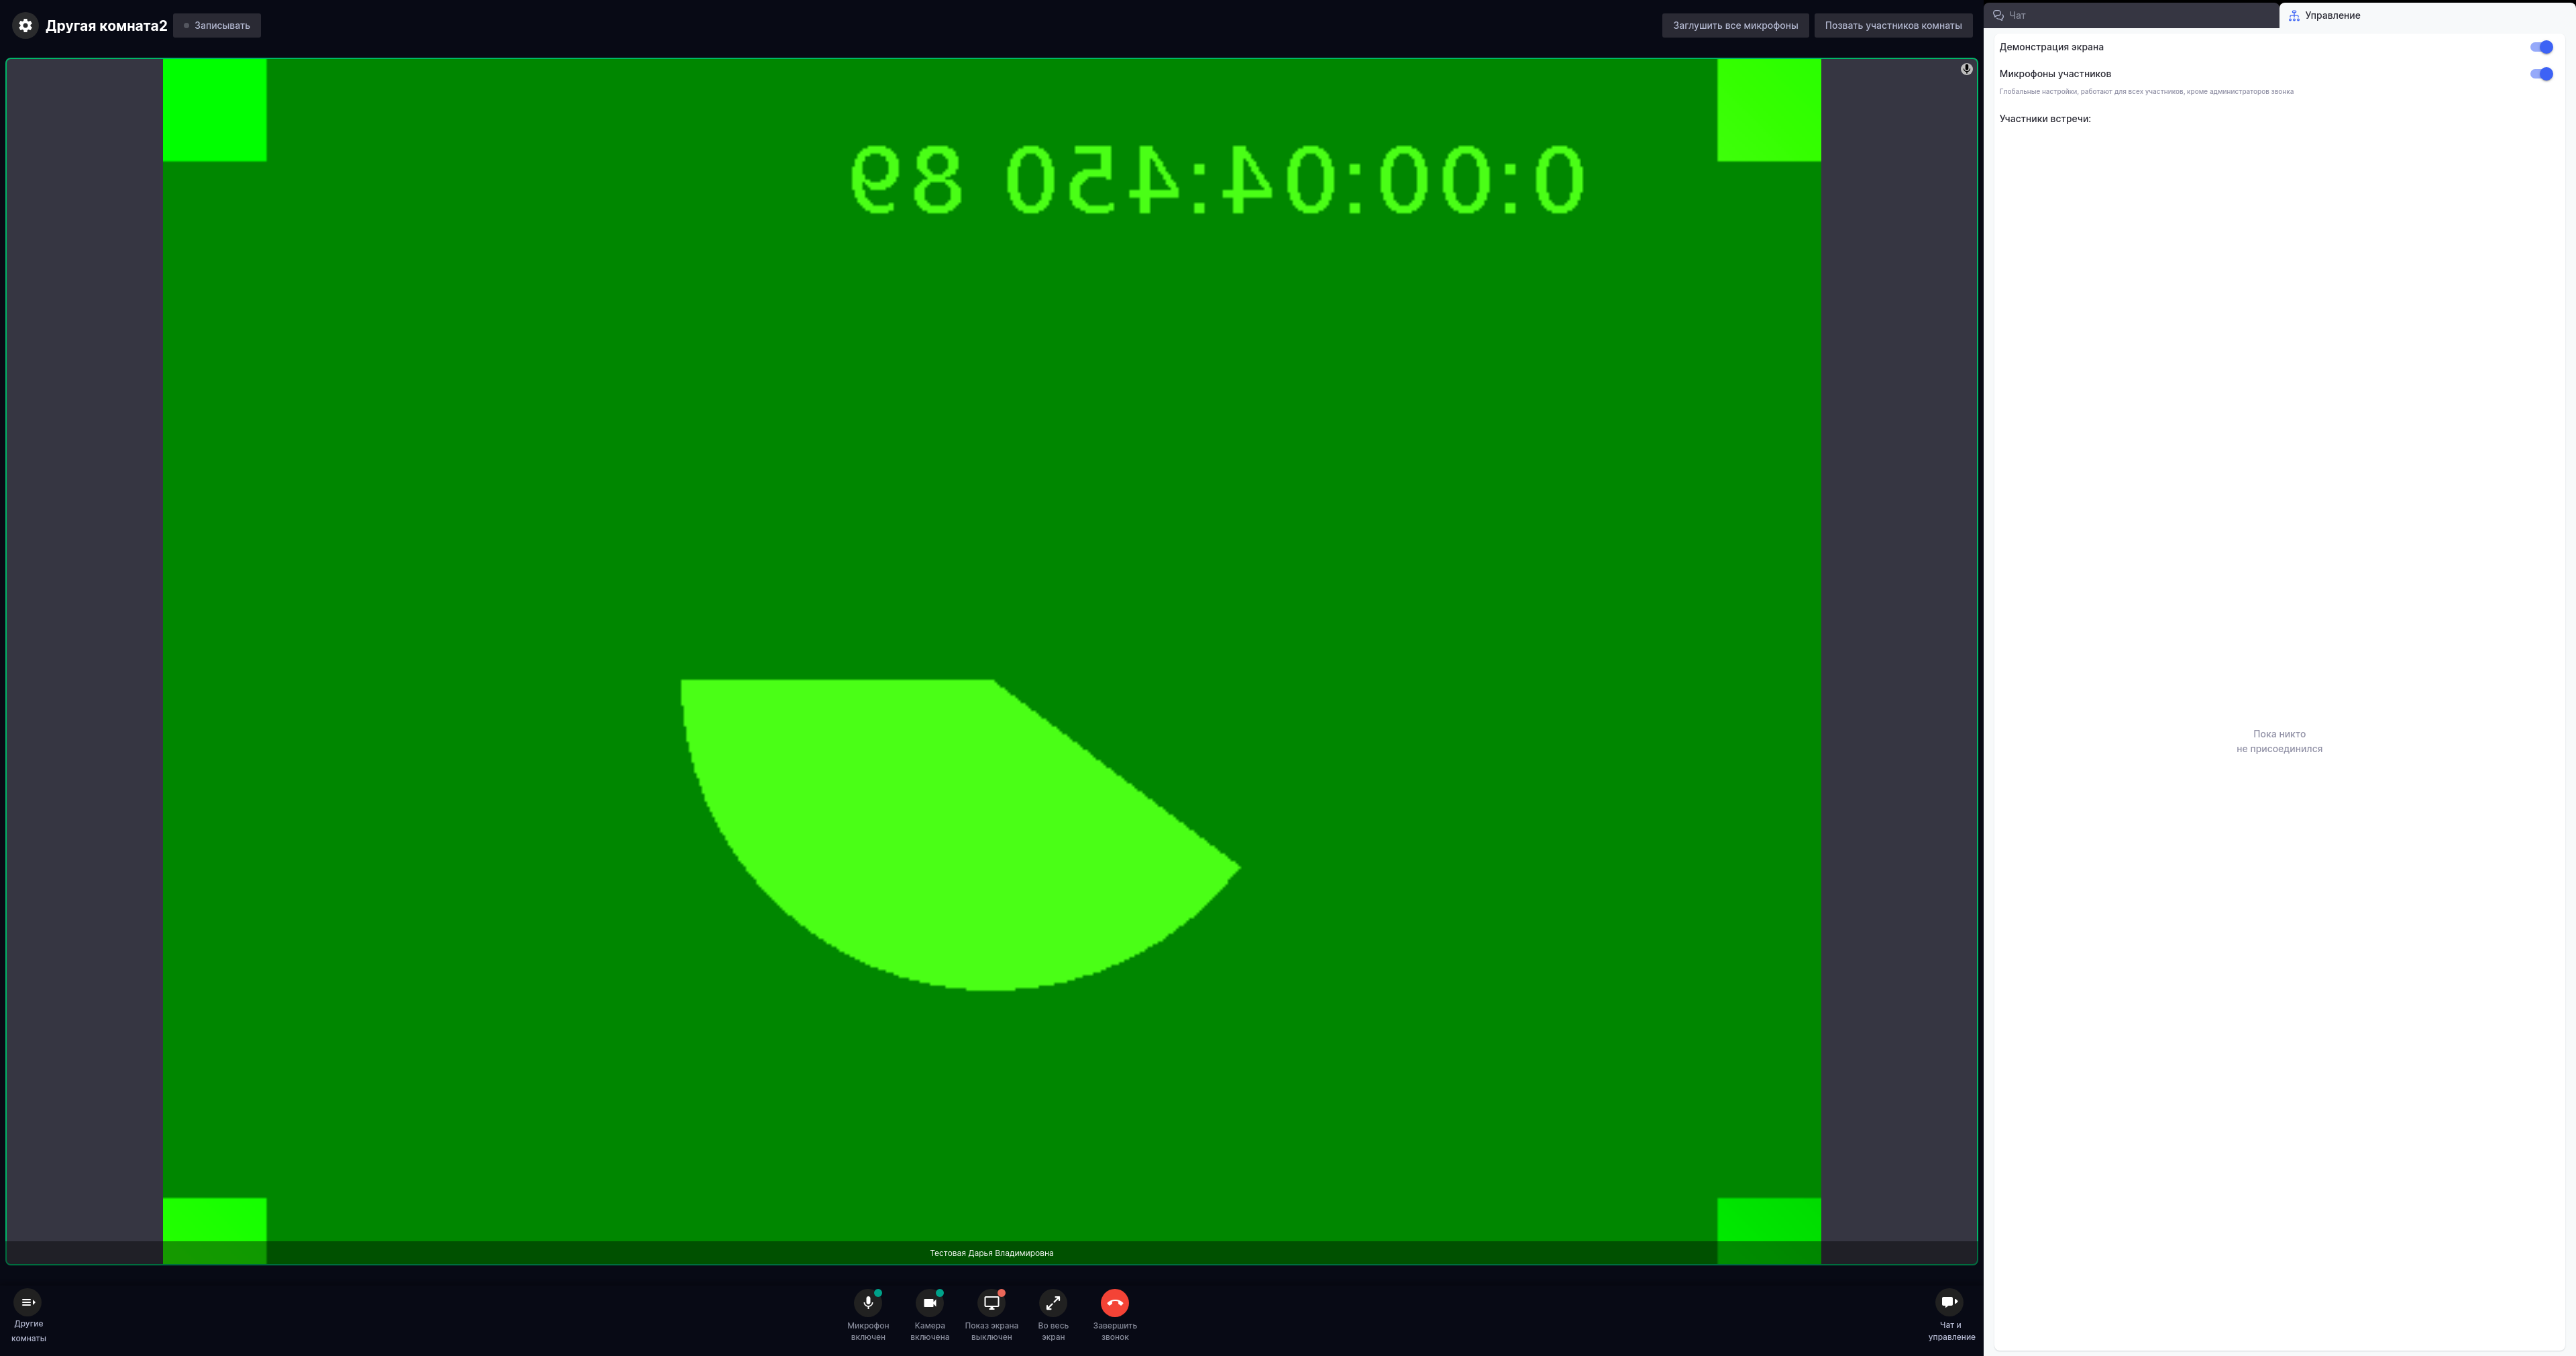 Другая комната2
Записывать
Заглушить все микрофоны
Позвать участников комнаты
Чат
Управление
Демонстрация экрана
Микрофоны участников
Глобальные настройки, работают для всех участников, кроме администраторов звонка
Участники встречи:
0:00:04:450 89
Пока никто
не присоединился
Тестовая Дарья Владимировна
Другие
комнаты
Микрофон
включен
Камера
включена
Показ экрана
выключен
Во весь
экран
Завершить
звонок
Чат и
управление